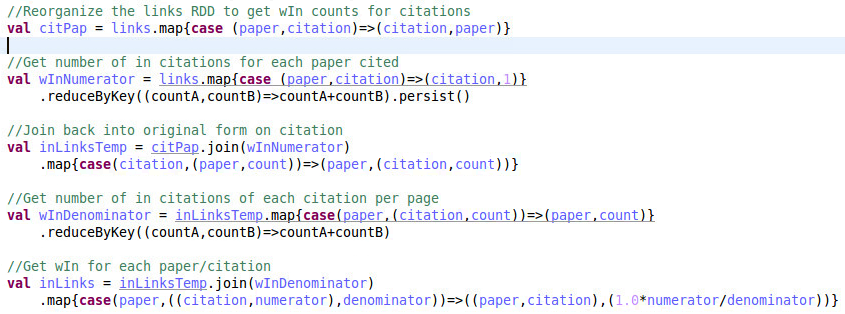 //Reorganize the links RDD to get wIn counts for citations
val citPap = links.map{case (paper,citation)=>(citation,paper)}
//Get number of in citations for each paper cited
val wInNumerator = links.map{case (paper,citation)=>(citation,1)}
.reduceByKey((countA,countB)=>countA+countB).persist()
//Join back into original form on citation
val inLinksTemp = citPap.join(wInNumerator)
.map{case(citation,(paper,count))=>(paper,(citation,count))}
//Get number of in citations of each citation per page
val wInDenominator = inLinksTemp.map{case(paper,(citation,count))=>(paper,count)}
.reduceByKey((countA,countB)=>countA+countB)
//Get wIn for each paper/citation
val inLinks = inLinksTemp.join(wInDenominator)
.map{case(paper,((citation,numerator),denominator))=>((paper,citation),(1.0*numerator/denominator))}